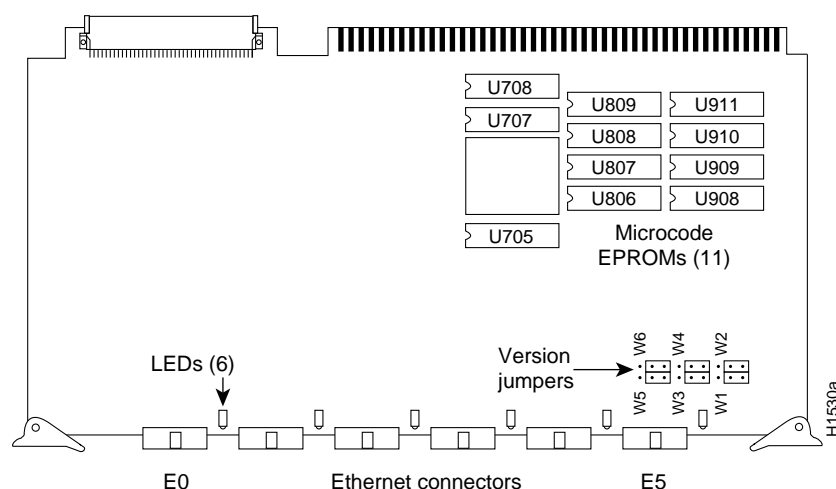 U708
U809 U911
U707
U808 U910
U807 U909
U806 U908
U705
Microcode
EPROMs (11)
W6 W4 W2
LEDs (6)
Version
jumpers
W5 W3 W1
H1530a
E0 Ethernet connectors E5